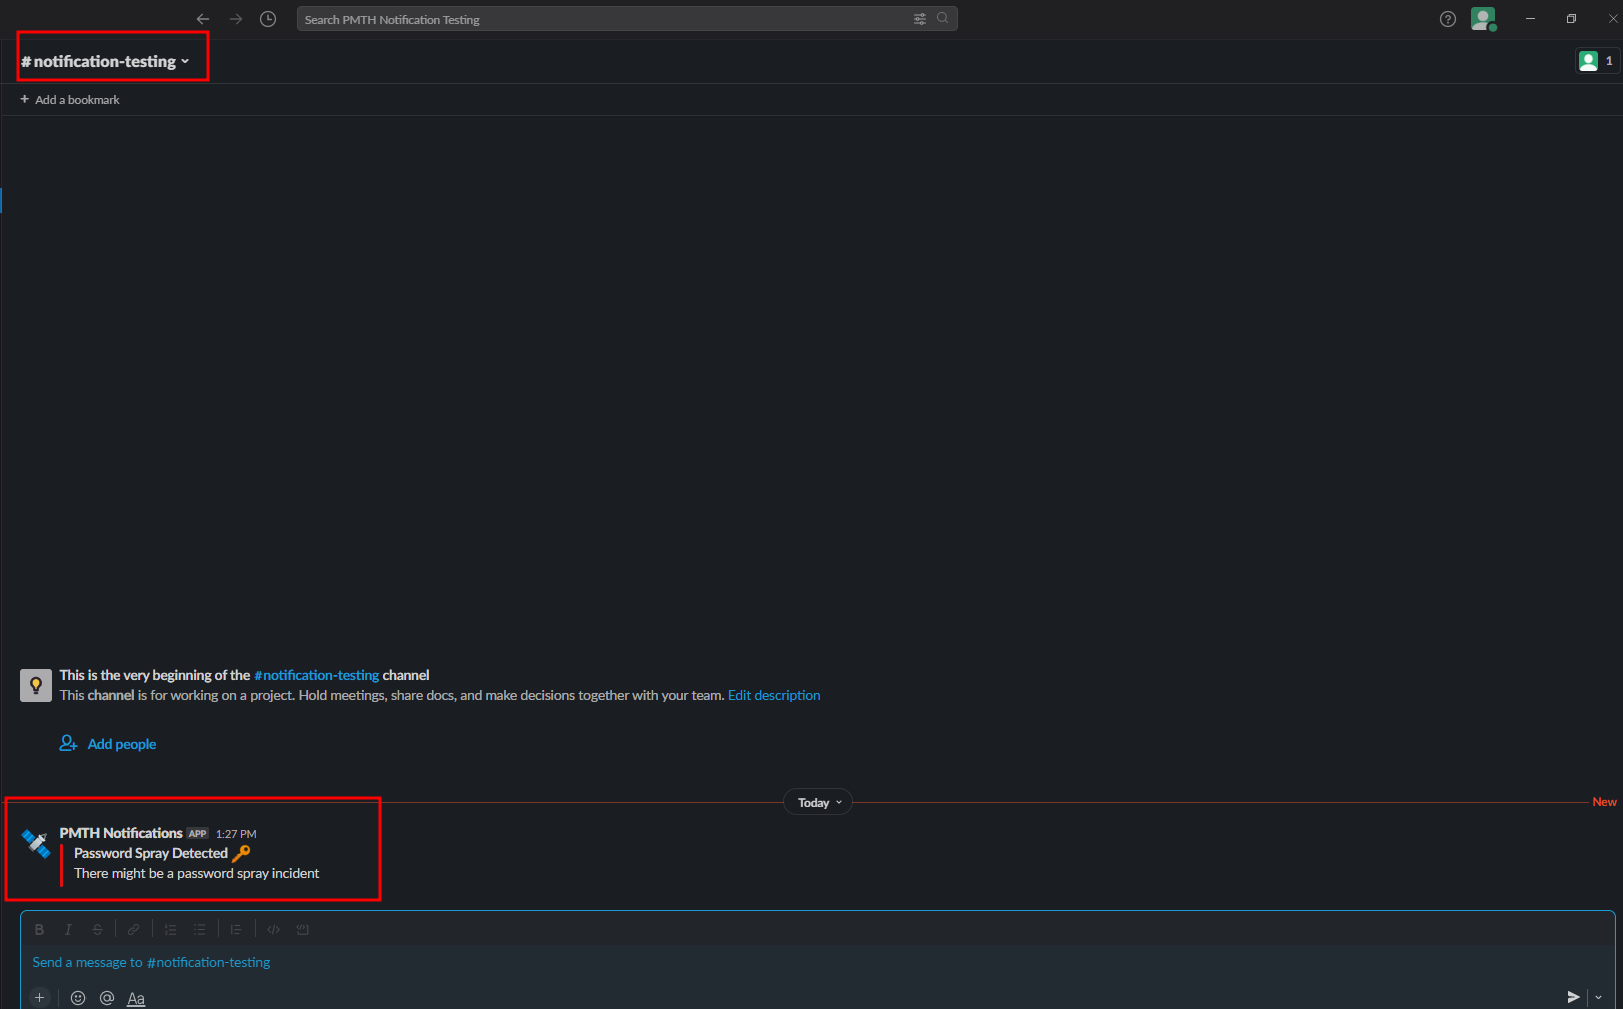 Search PMTH Notification Testing
# notification-testing
1
+ Add a bookmark
This is the very beginning of the #notification-testing channel
This channel is for working on a project. Hold meetings, share docs, and make decisions together with your team. Edit description
Add people
Today
New
PMTH Notifications APP 1:27 PM
Password Spray Detected 🔑
There might be a password spray incident
B I S
Send a message to #notification-testing
+ @ Aa